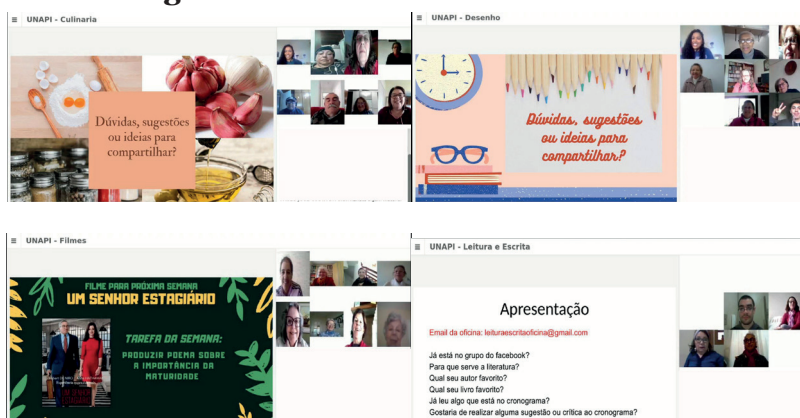 UNAPI - Culinaria
Dúvidas, sugestões
ou ideias para
compartilhar?
UNAPI - Desenho
Dúvidas, sugestões
ou ideias para
compartilhar?
UNAPI - Filmes
FILME PARA PRÓXIMA SEMANA
UM SENHOR ESTAGIÁRIO
TAREFA DA SEMANA:
PRODUZIR POEMA SOBRE
A IMPORTÂNCIA DA
MATURIDADE
UNAPI - Leitura e Escrita
Apresentação
Email da oficina: leituraescritaoficina@gmail.com
Já está no grupo do facebook?
Para que serve a literatura?
Qual seu autor favorito?
Qual seu livro favorito?
Já leu algo que está no cronograma?
Gostaria de realizar alguma sugestão ou crítica ao cronograma?